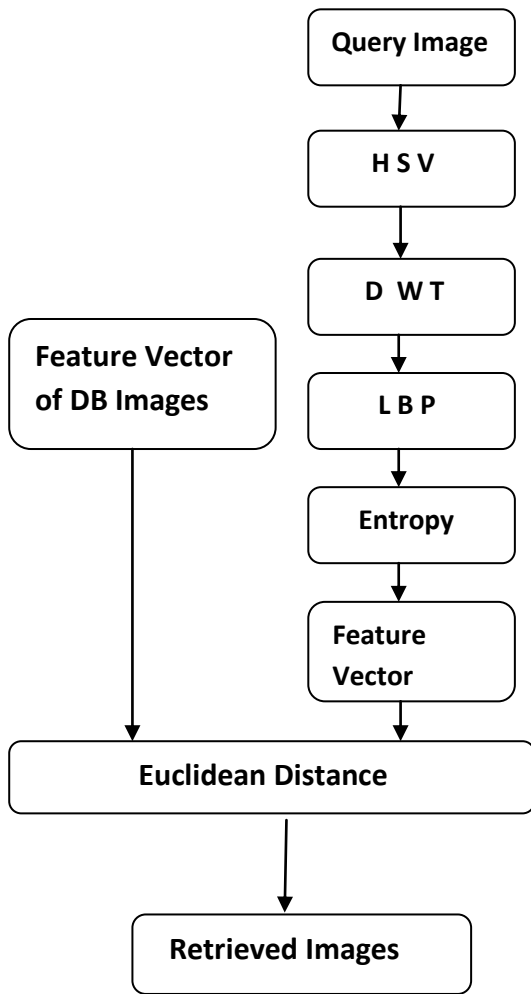 Query Image
H S V
D W T
Feature Vector
of DB Images
L B P
Entropy
Feature
Vector
Euclidean Distance
Retrieved Images